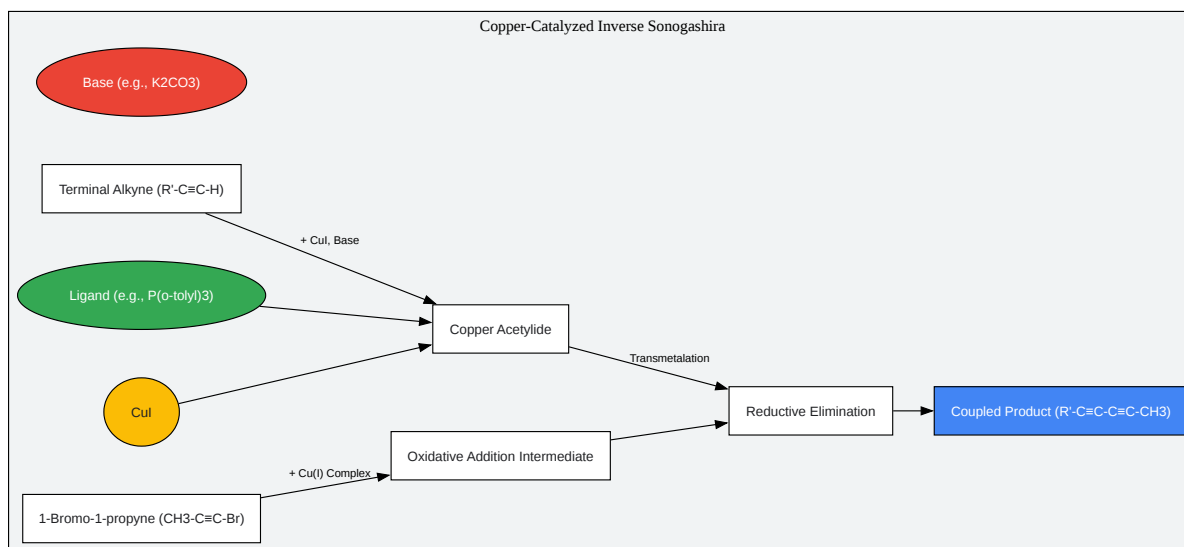 Copper-Catalyzed Inverse Sonogashira
Base (e.g., K2CO3)
Terminal Alkyne (R'-C≡C-H)
+ CuI, Base
Ligand (e.g., P(o-tolyl)3)
Copper Acetylide
Transmetalation
CuI
Reductive Elimination
Coupled Product (R'-C≡C-C≡C-CH3)
Oxidative Addition Intermediate
+ Cu(I) Complex
1-Bromo-1-propyne (CH3-C≡C-Br)